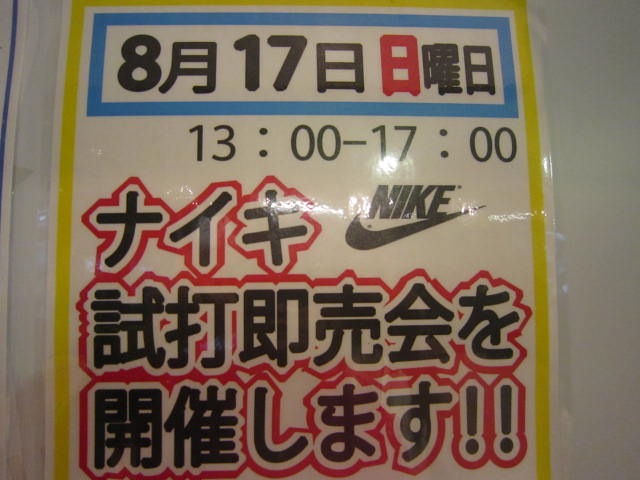 8月17日日曜日
13：00-17：00
ナイキ NIKE
試打即売会を
開催します!!